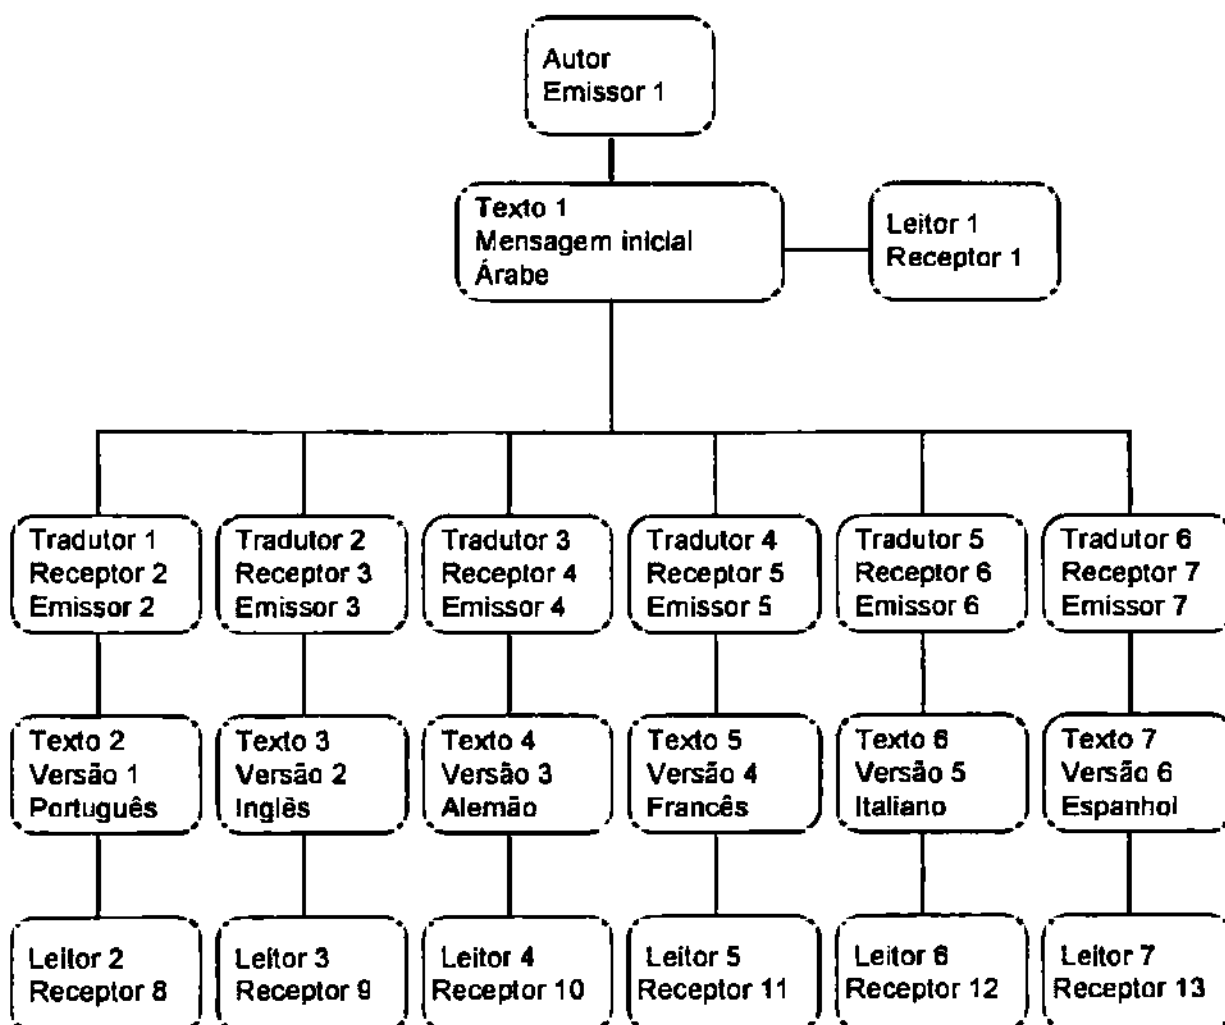 Autor
Emissor 1
Texto 1
Mensagem inicial
Árabe
Leitor 1
Receptor 1
Tradutor 1
Receptor 2
Emissor 2
Tradutor 2
Receptor 3
Emissor 3
Tradutor 3
Receptor 4
Emissor 4
Tradutor 4
Receptor 5
Emissor 5
Tradutor 5
Receptor 6
Emissor 6
Tradutor 6
Receptor 7
Emissor 7
Texto 2
Versão 1
Português
Texto 3
Versão 2
Inglês
Texto 4
Versão 3
Alemão
Texto 5
Versão 4
Francês
Texto 6
Versão 5
Italiano
Texto 7
Versão 6
Espanhol
Leitor 2
Receptor 8
Leitor 3
Receptor 9
Leitor 4
Receptor 10
Leitor 5
Receptor 11
Leitor 6
Receptor 12
Leitor 7
Receptor 13